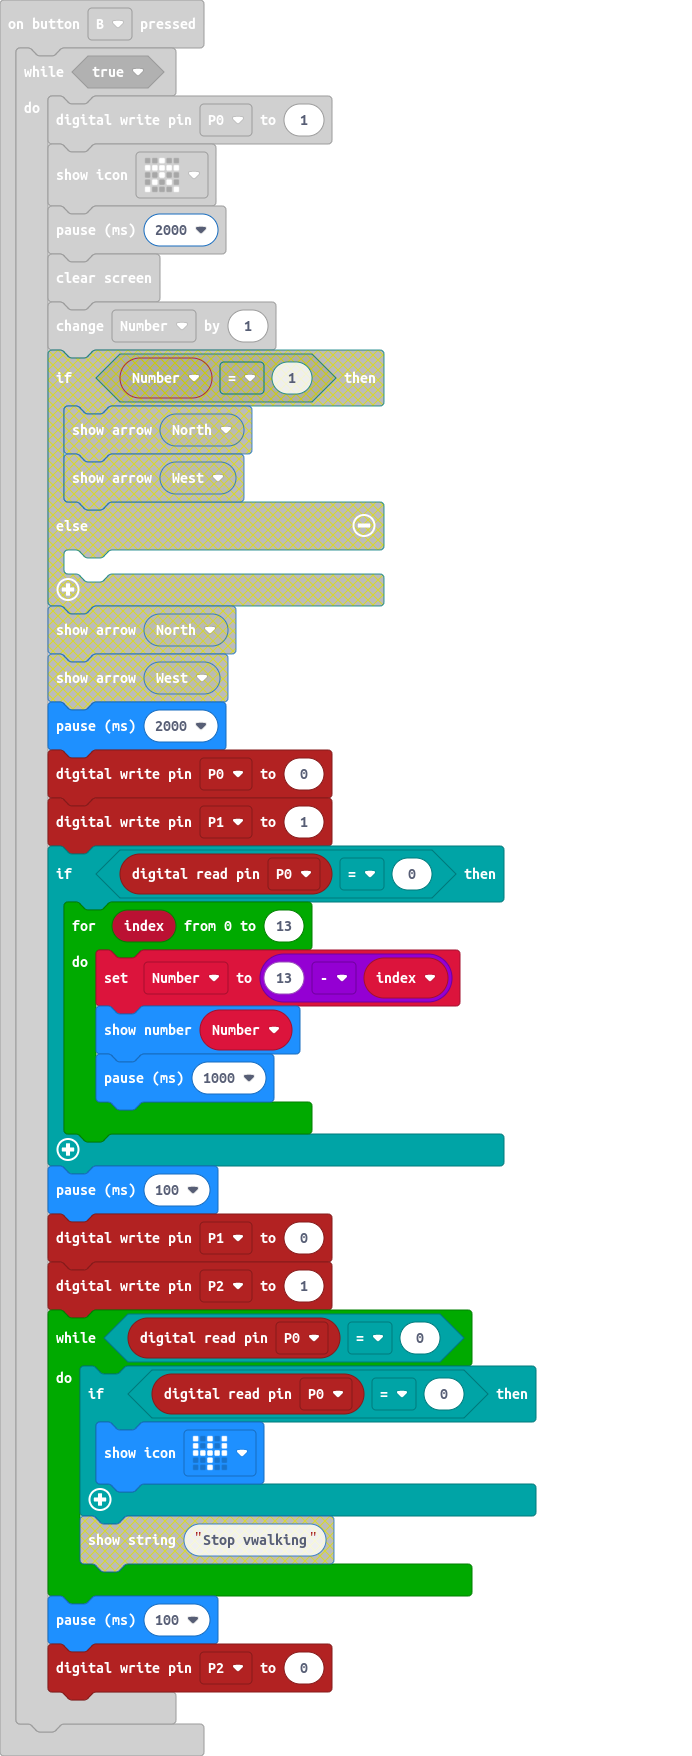 on button B pressed
while true
do
digital write pin P0 to 1
show icon
pause (ms) 2000
clear screen
change Number by 1
if Number = 1 then
show arrow North
show arrow West
else
show arrow North
show arrow West
pause (ms) 2000
digital write pin P0 to 0
digital write pin P1 to 1
if digital read pin P0 = 0 then
for index from 0 to 13
do
set Number to 13 - index
show number Number
pause (ms) 1000
pause (ms) 100
digital write pin P1 to 0
digital write pin P2 to 1
while digital read pin P0 = 0
do
if digital read pin P0 = 0 then
show icon
show string "Stop vwalking"
pause (ms) 100
digital write pin P2 to 0